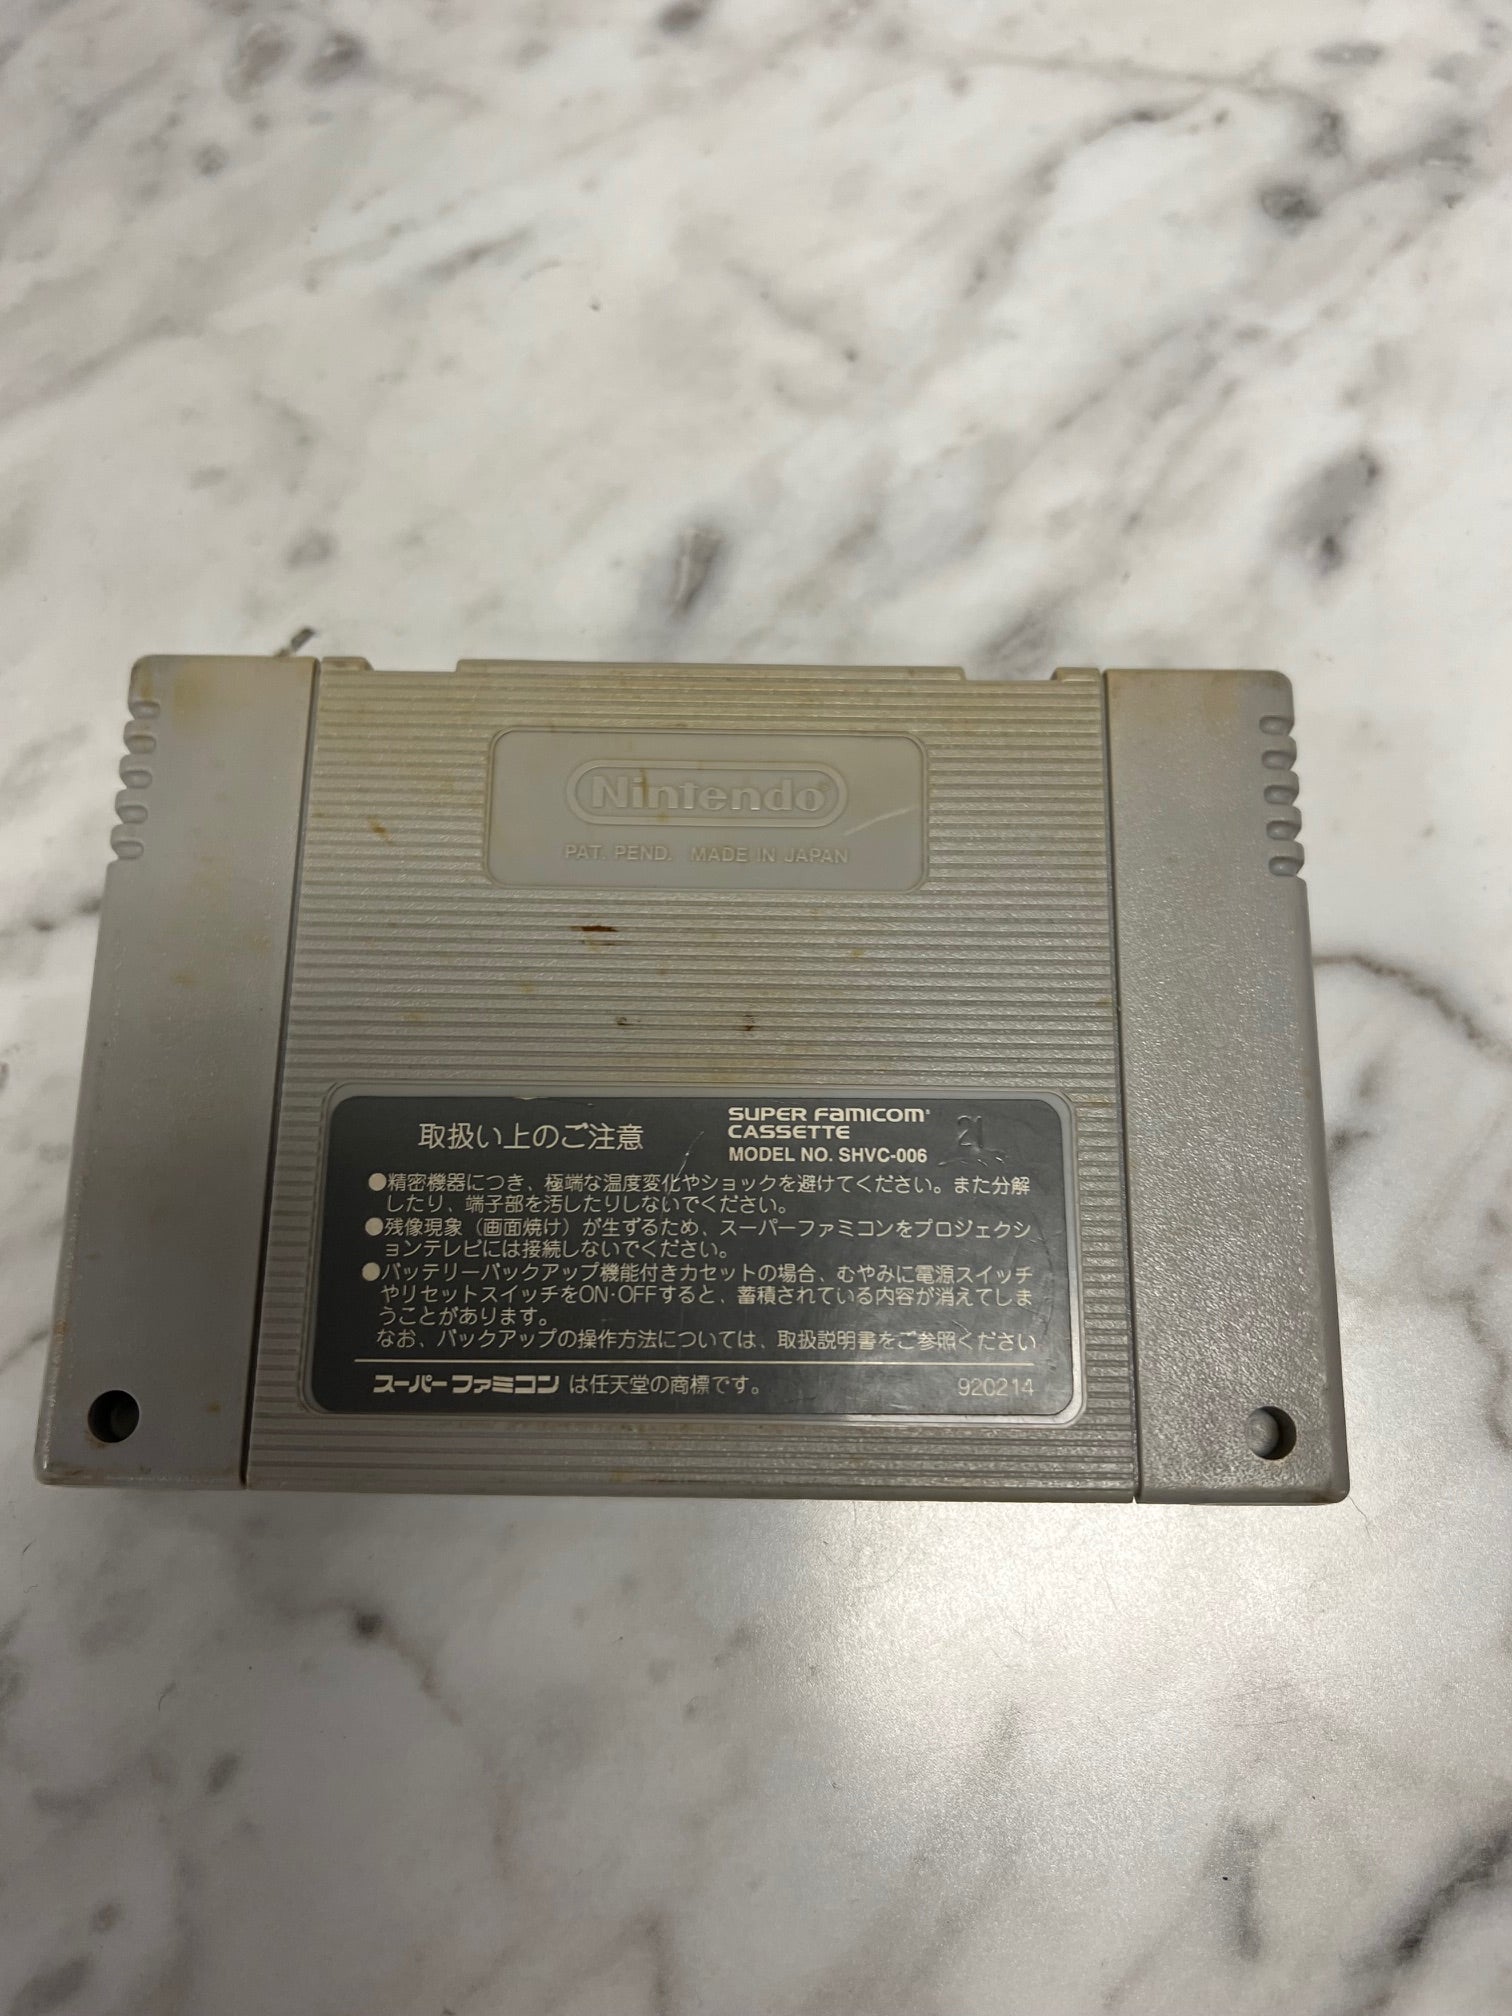 Nintendo®
PAT. PEND. MADE IN JAPAN
取扱い上のご注意
SUPER FAMICOM®
CASSETTE
MODEL NO. SHVC-006
21
●精密機器につき、極端な温度変化やショックを避けてください。また分解
したり、端子部を汚したりしないでください。
●残像現象（画面焼け）が生ずるため、スーパーファミコンをプロジェクシ
ョンテレビには接続しないでください。
●バッテリーバックアップ機能付きカセットの場合、むやみに電源スイッチ
やリセットスイッチをON・OFFすると、蓄積されている内容が消えてしま
うことがあります。
なお、バックアップの操作方法については、取扱説明書をご参照ください
スーパーファミコンは任天堂の商標です。
920214